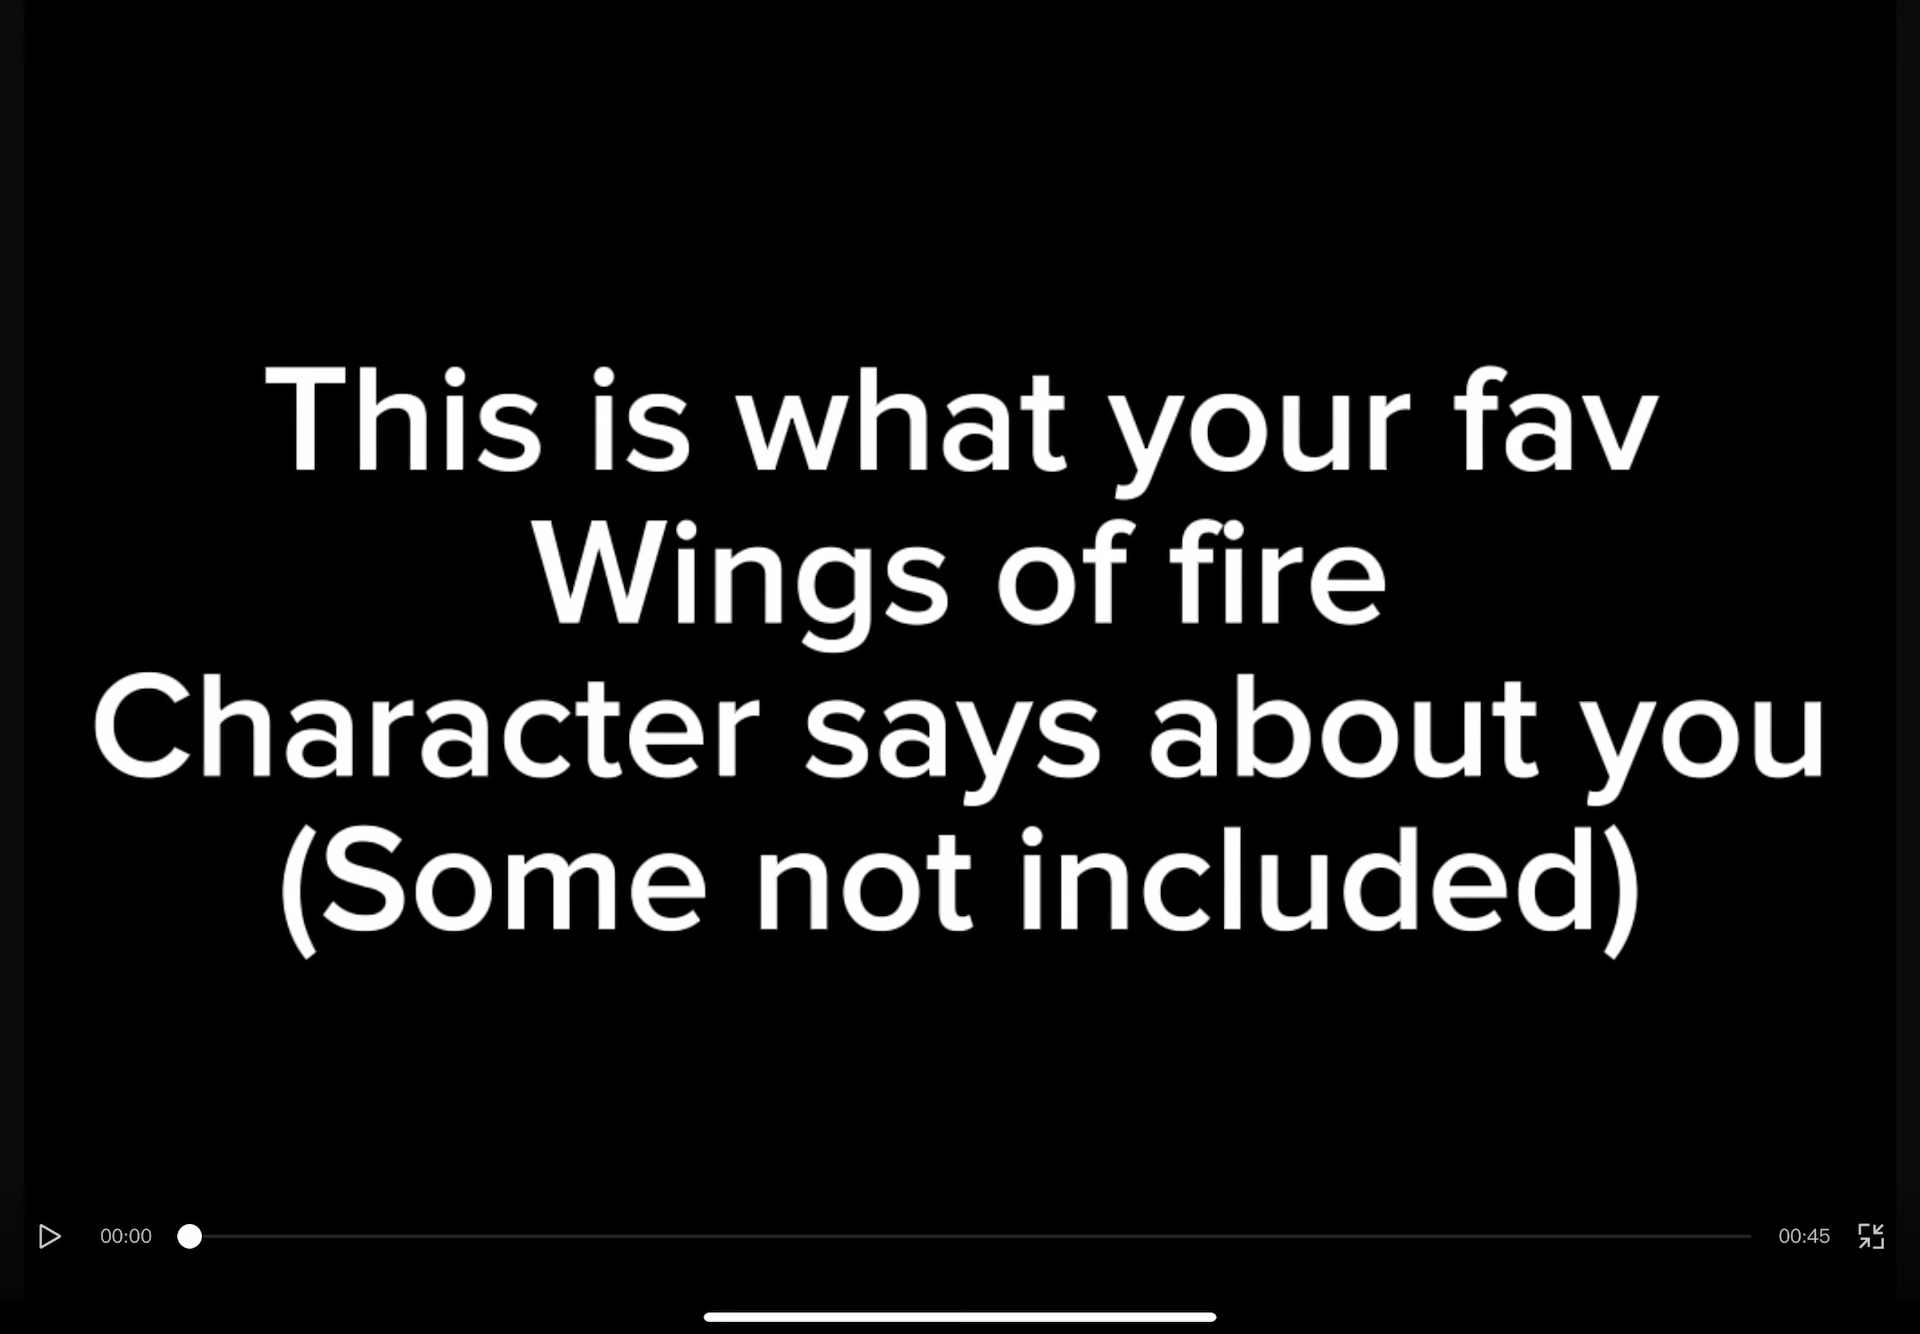 This is what your fav
Wings of fire
Character says about you
(Some not included)
00:00
00:45